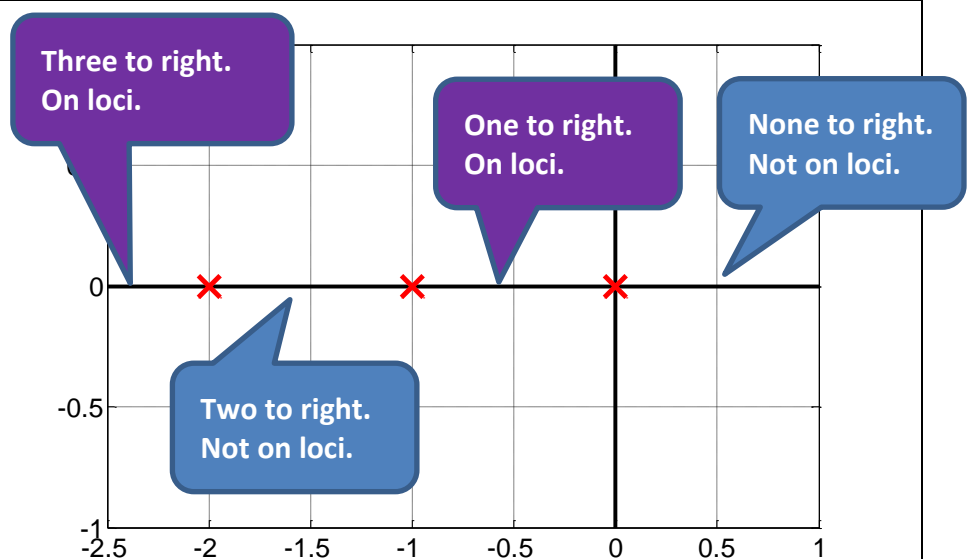 Three to right.
On loci.
One to right.
On loci.
None to right.
Not on loci.
0
Two to right.
Not on loci.
-0.5
-1
-2.5 -2 -1.5 -1 -0.5 0 0.5 1